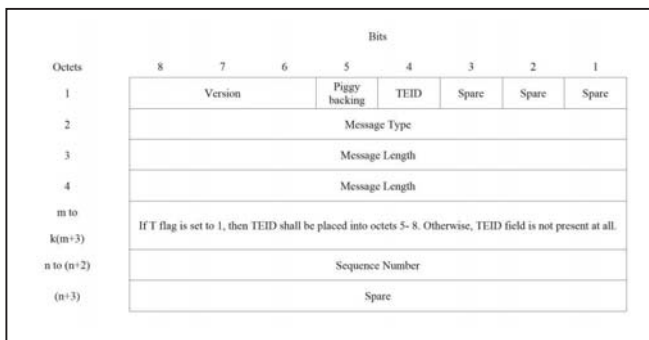 Bits
Octets 8 7 6 5 4 3 2 1
1 Version Piggy backing TEID Spare Spare Spare
2 Message Type
3 Message Length
4 Message Length
m to k(m+3) If T flag is set to 1, then TEID shall be placed into octets 5- 8. Otherwise, TEID field is not present at all.
n to (n+2) Sequence Number
(n+3) Spare